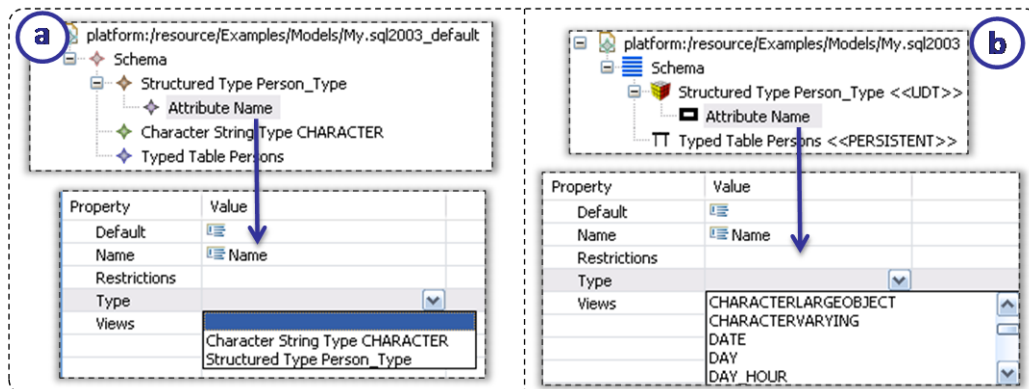 a
platform:/resource/Examples/Models/My.sql2003_default
Schema
Structured Type Person_Type
Attribute Name
Character String Type CHARACTER
Typed Table Persons
Property Value
Default
Name Name
Restrictions
Type
Views
Character String Type CHARACTER
Structured Type Person_Type
b
platform:/resource/Examples/Models/My.sql2003
Schema
Structured Type Person_Type <<UDT>>
Attribute Name
Typed Table Persons <<PERSISTENT>>
Property Value
Default
Name Name
Restrictions
Type
Views
CHARACTERLARGEOBJECT
CHARACTERVARYING
DATE
DAY
DAY_HOUR